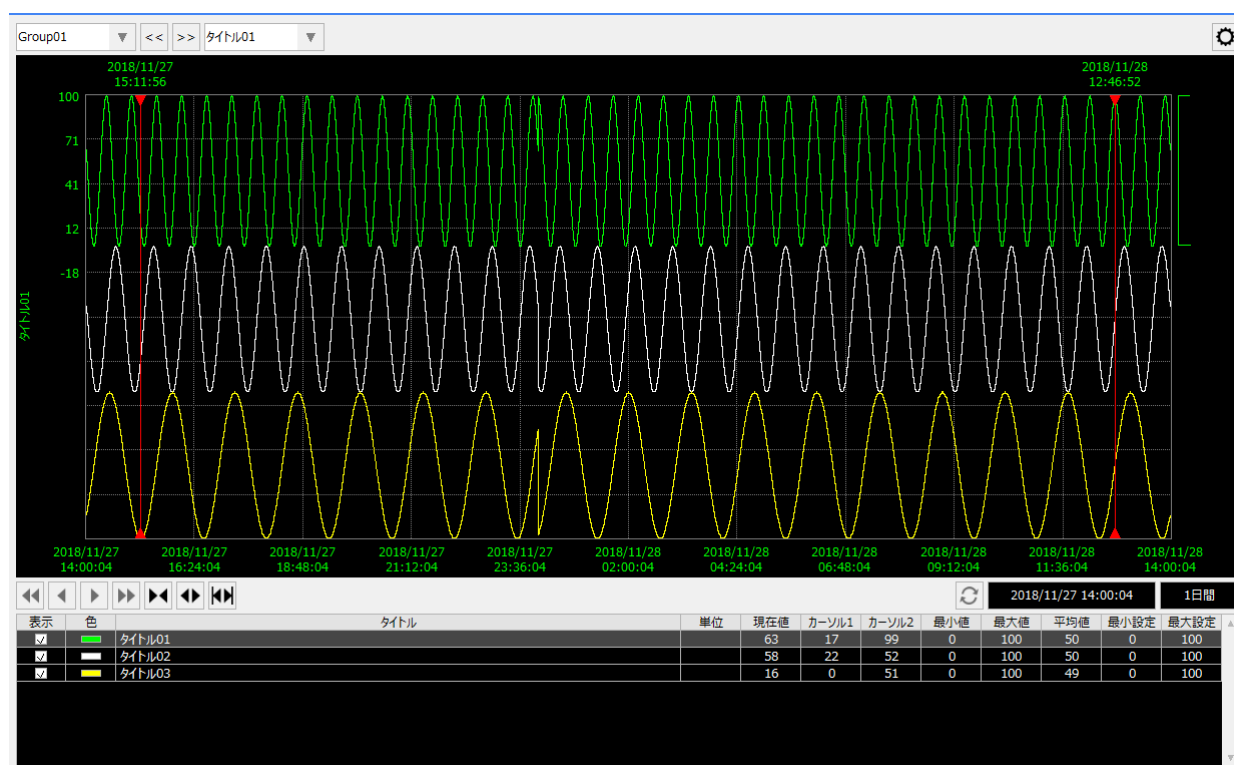 Group01 << >> タイトル01
2018/11/27 2018/11/28
15:11:56 12:46:52
100
71
41
12
-18
タイトル01
2018/11/27 2018/11/27 2018/11/27 2018/11/27 2018/11/27 2018/11/28 2018/11/28 2018/11/28 2018/11/28 2018/11/28 2018/11/28
14:00:04 16:24:04 18:48:04 21:12:04 23:36:04 02:00:04 04:24:04 06:48:04 09:12:04 11:36:04 14:00:04
2018/11/27 14:00:04 1日間
表示 色 タイトル 単位 現在値 カーソル1 カーソル2 最小値 最大値 平均値 最小設定 最大設定
タイトル01 63 17 99 0 100 50 0 100
タイトル02 58 22 52 0 100 50 0 100
タイトル03 16 0 51 0 100 49 0 100